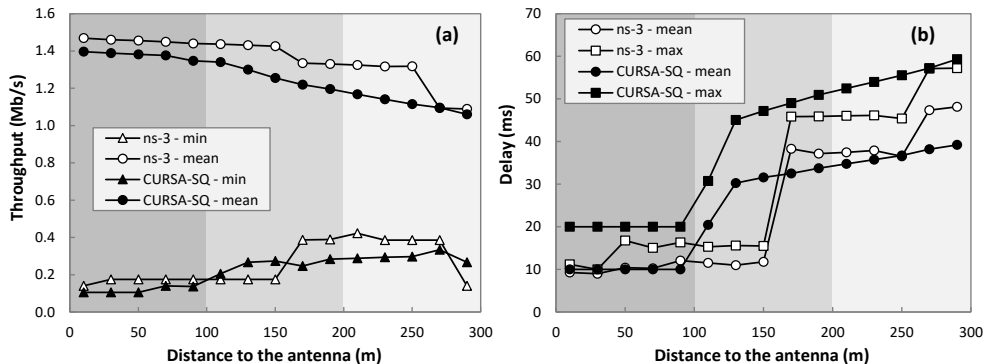 (a)
Throughput (Mb/s)
1.6
1.4
1.2
1.0
0.8
0.6
0.4
0.2
0.0
ns-3 - min
ns-3 - mean
CURSA-SQ - min
CURSA-SQ - mean
0 50 100 150 200 250 300
Distance to the antenna (m)
(b)
Delay (ms)
70
60
50
40
30
20
10
0
ns-3 - mean
ns-3 - max
CURSA-SQ - mean
CURSA-SQ - max
0 50 100 150 200 250 300
Distance to the antenna (m)